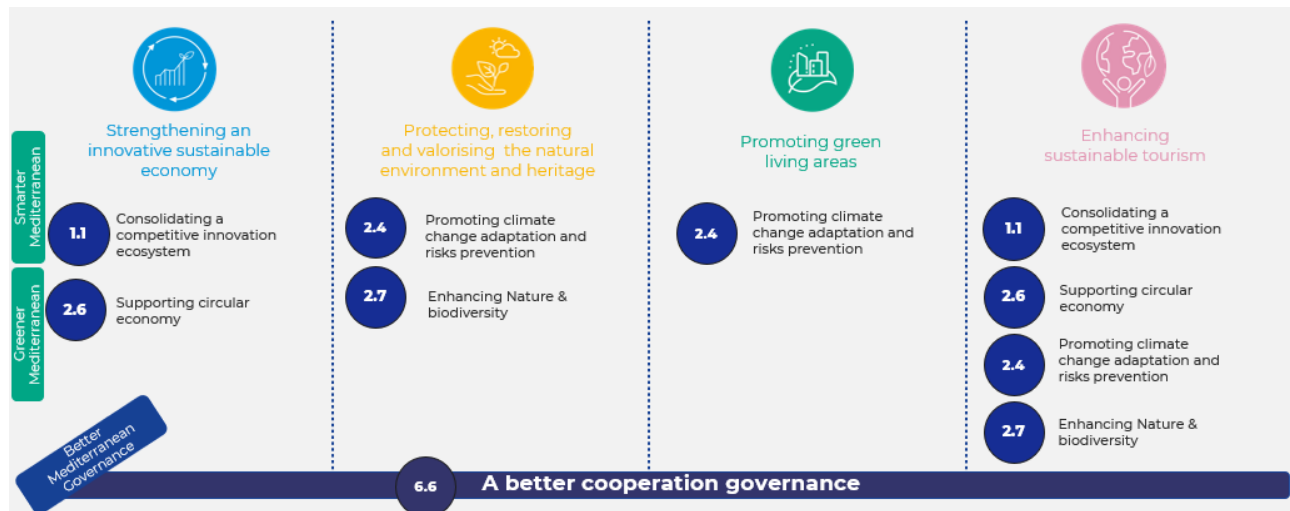 Strengthening an
innovative sustainable
economy
Protecting, restoring
and valorising the natural
environment and heritage
Promoting green
living areas
Enhancing
sustainable tourism
Smarter
Mediterranean
Greener
Mediterranean
1.1
Consolidating a
competitive innovation
ecosystem
2.6
Supporting circular
economy
2.4
Promoting climate
change adaptation and
risks prevention
2.7
Enhancing Nature &
biodiversity
2.4
Promoting climate
change adaptation and
risks prevention
1.1
Consolidating a
competitive innovation
ecosystem
2.6
Supporting circular
economy
2.4
Promoting climate
change adaptation and
risks prevention
2.7
Enhancing Nature &
biodiversity
Better
Mediterranean
Governance
6.6
A better cooperation governance